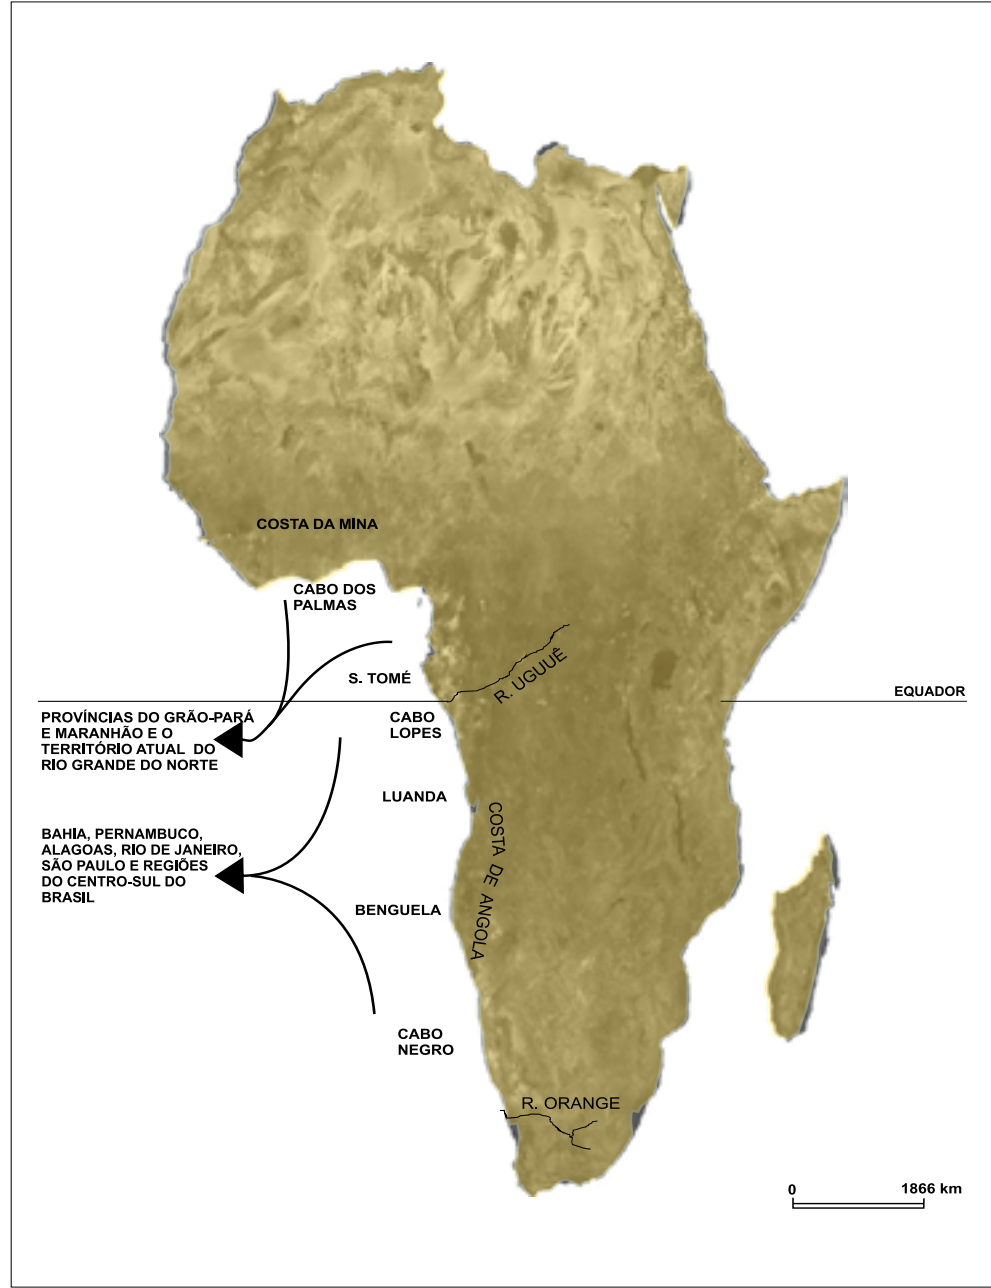 COSTA DA MINA
CABO DOS
PALMAS
S. TOMÉ
R. UGUUÊ
EQUADOR
PROVÍNCIAS DO GRÃO-PARÁ
E MARANHÃO E O
TERRITÓRIO ATUAL DO
RIO GRANDE DO NORTE
CABO
LOPES
LUANDA
COSTA DE ANGOLA
BAHIA, PERNAMBUCO,
ALAGOAS, RIO DE JANEIRO,
SÃO PAULO E REGIÕES
DO CENTRO-SUL DO
BRASIL
BENGUELA
CABO
NEGRO
R. ORANGE
0 1866 km